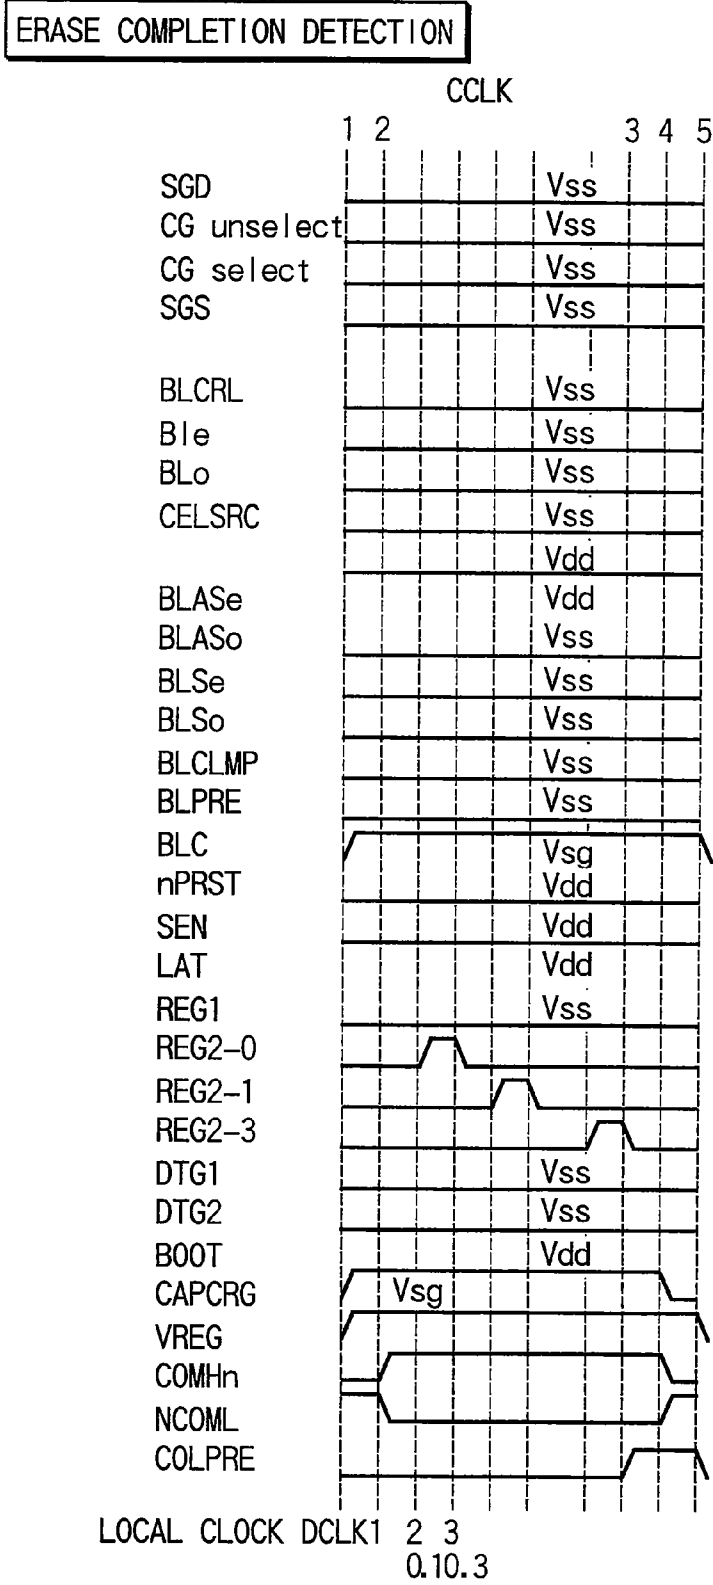 ERASE COMPLETION DETECTION
CCLK
1 2 3 4 5
SGD Vss
CG unselect Vss
CG select Vss
SGS Vss
BLCRL Vss
Ble Vss
BLo Vss
CELSRC Vss
Vdd
BLASe Vdd
BLASo Vss
BLSe Vss
BLSo Vss
BLCLMP Vss
BLPRE Vss
BLC Vsg
nPRST Vdd
SEN Vdd
LAT Vdd
REG1 Vss
REG2-0
REG2-1
REG2-3
DTG1 Vss
DTG2 Vss
BOOT Vdd
CAPCRG Vsg
VREG
COMHn
NCOML
COLPRE
LOCAL CLOCK DCLK1 2 3
0.10.3